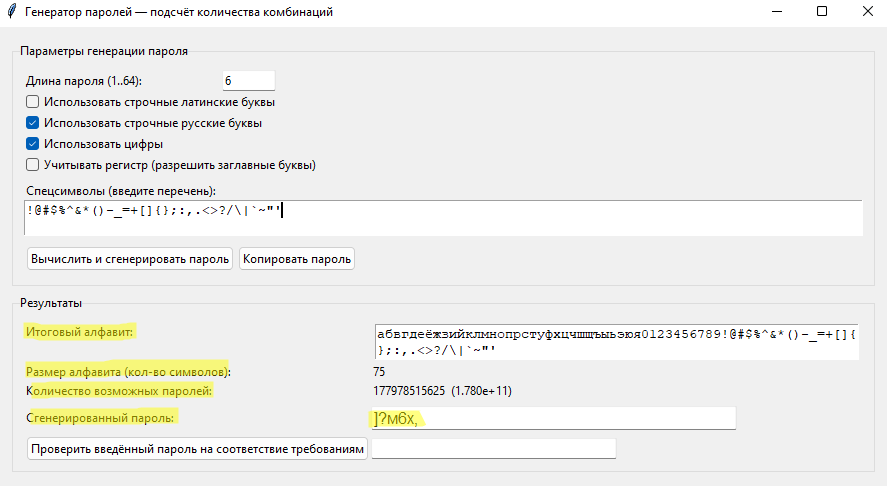 Генератор паролей — подсчёт количества комбинаций
Параметры генерации пароля
Длина пароля (1..64): 6
Использовать строчные латинские буквы
Использовать строчные русские буквы
Использовать цифры
Учитывать регистр (разрешить заглавные буквы)
Спецсимволы (введите перечень):
!@#$%^&*()-_=+[]{};:,.<>?/\|`~"'
Вычислить и сгенерировать пароль Копировать пароль
Результаты
Итоговый алфавит: абвгдеёжзийклмнопрстуфхцчшщъыьэюя0123456789!@#$%^&*()-_=+[]{
};:,.<>?/\|`~"'
Размер алфавита (кол-во символов): 75
Количество возможных паролей: 177978515625 (1.780e+11)
Сгенерированный пароль: ]?м6х,
Проверить введённый пароль на соответствие требованиям